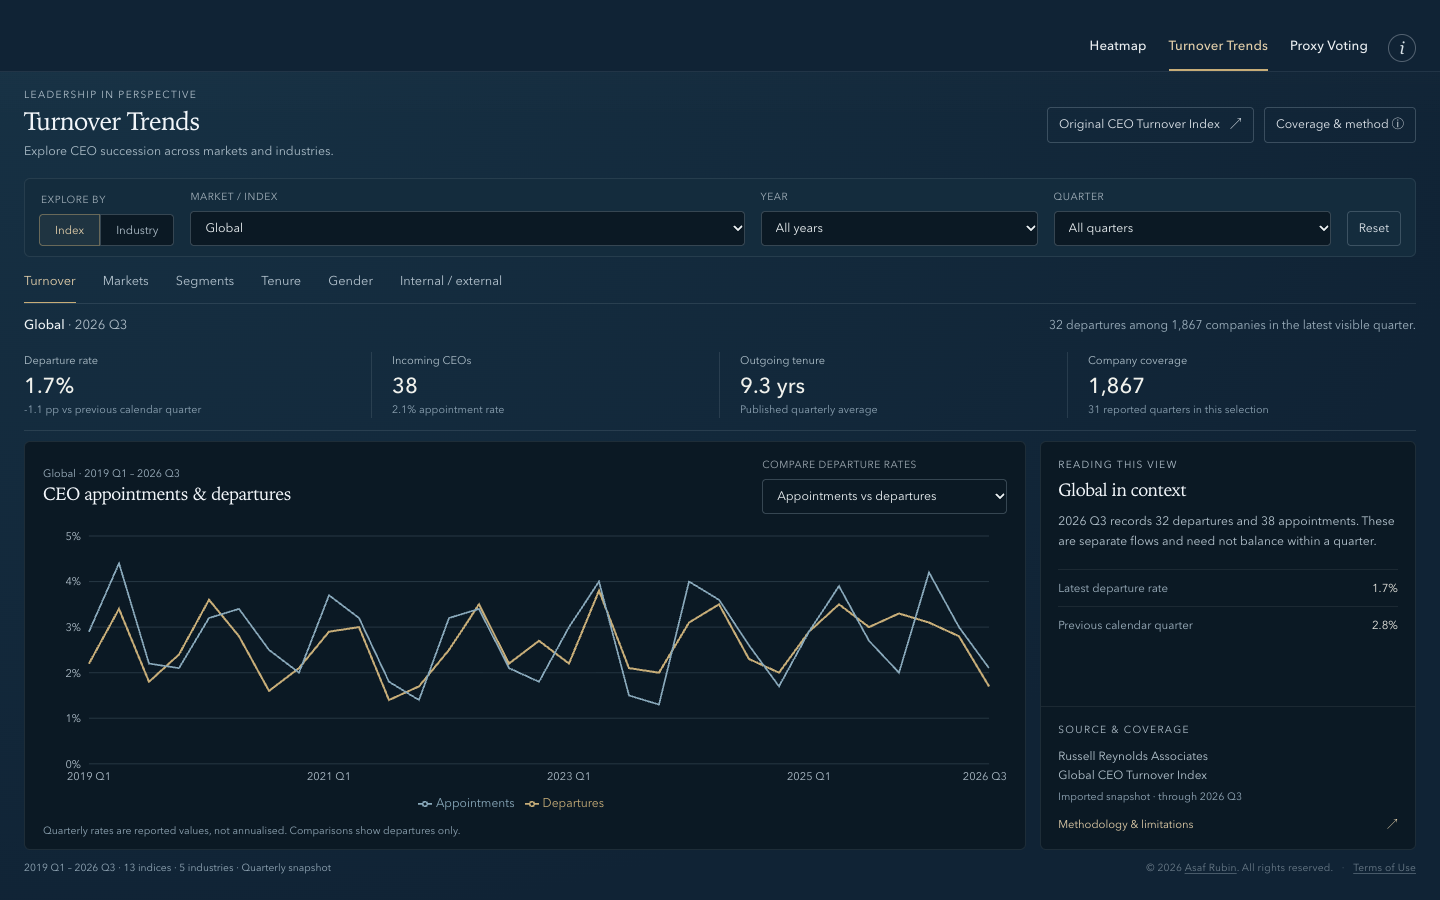 Heatmap Turnover Trends Proxy Voting i
LEADERSHIP IN PERSPECTIVE
Turnover Trends
Explore CEO succession across markets and industries.
Original CEO Turnover Index ↗ Coverage & method ⓘ
EXPLORE BY
Index Industry
MARKET / INDEX
Global
YEAR
All years
QUARTER
All quarters
Reset
Turnover Markets Segments Tenure Gender Internal / external
Global · 2026 Q3
32 departures among 1,867 companies in the latest visible quarter.
Departure rate
1.7%
-1.1 pp vs previous calendar quarter
Incoming CEOs
38
2.1% appointment rate
Outgoing tenure
9.3 yrs
Published quarterly average
Company coverage
1,867
31 reported quarters in this selection
Global · 2019 Q1 – 2026 Q3
CEO appointments & departures
COMPARE DEPARTURE RATES
Appointments vs departures
5%
4%
3%
2%
1%
0%
2019 Q1 2021 Q1 2023 Q1 2025 Q1 2026 Q3
Appointments Departures
Quarterly rates are reported values, not annualised. Comparisons show departures only.
READING THIS VIEW
Global in context
2026 Q3 records 32 departures and 38 appointments. These
are separate flows and need not balance within a quarter.
Latest departure rate 1.7%
Previous calendar quarter 2.8%
SOURCE & COVERAGE
Russell Reynolds Associates
Global CEO Turnover Index
Imported snapshot · through 2026 Q3
Methodology & limitations ↗
2019 Q1 – 2026 Q3 · 13 indices · 5 industries · Quarterly snapshot
© 2026 Asaf Rubin. All rights reserved. · Terms of Use